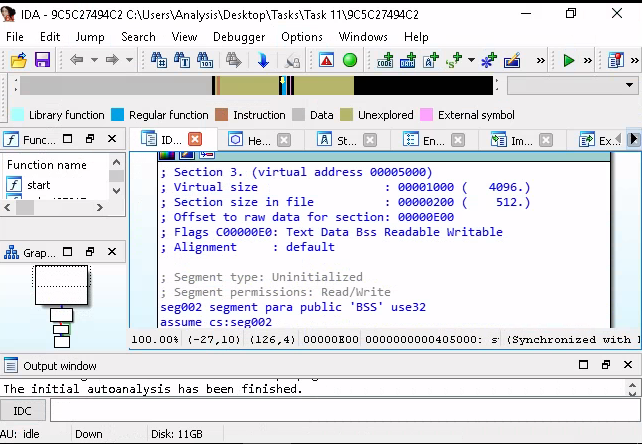 IDA - 9C5C27494C2 C:\Users\Analysis\Desktop\Tasks\Task 11\9C5C27494C2
File Edit Jump Search View Debugger Options Windows Help
Library function Regular function Instruction Data Unexplored External symbol
Func... ID... He... St... En... Im... Ex...
Function name
start
; Section 3. (virtual address 00005000)
; Virtual size : 00001000 ( 4096.)
; Section size in file : 00000200 ( 512.)
; Offset to raw data for section: 00000E00
; Flags C00000E0: Text Data Bss Readable Writable
; Alignment : default
; Segment type: Uninitialized
; Segment permissions: Read/Write
seg002 segment para public 'BSS' use32
assume cs:seg002
Grap...
100.00% (-27,10) (126,4) 00000E00 0000000000405000: (Synchronized with
Output window
The initial autoanalysis has been finished.
IDC
AU: idle Down Disk: 11GB